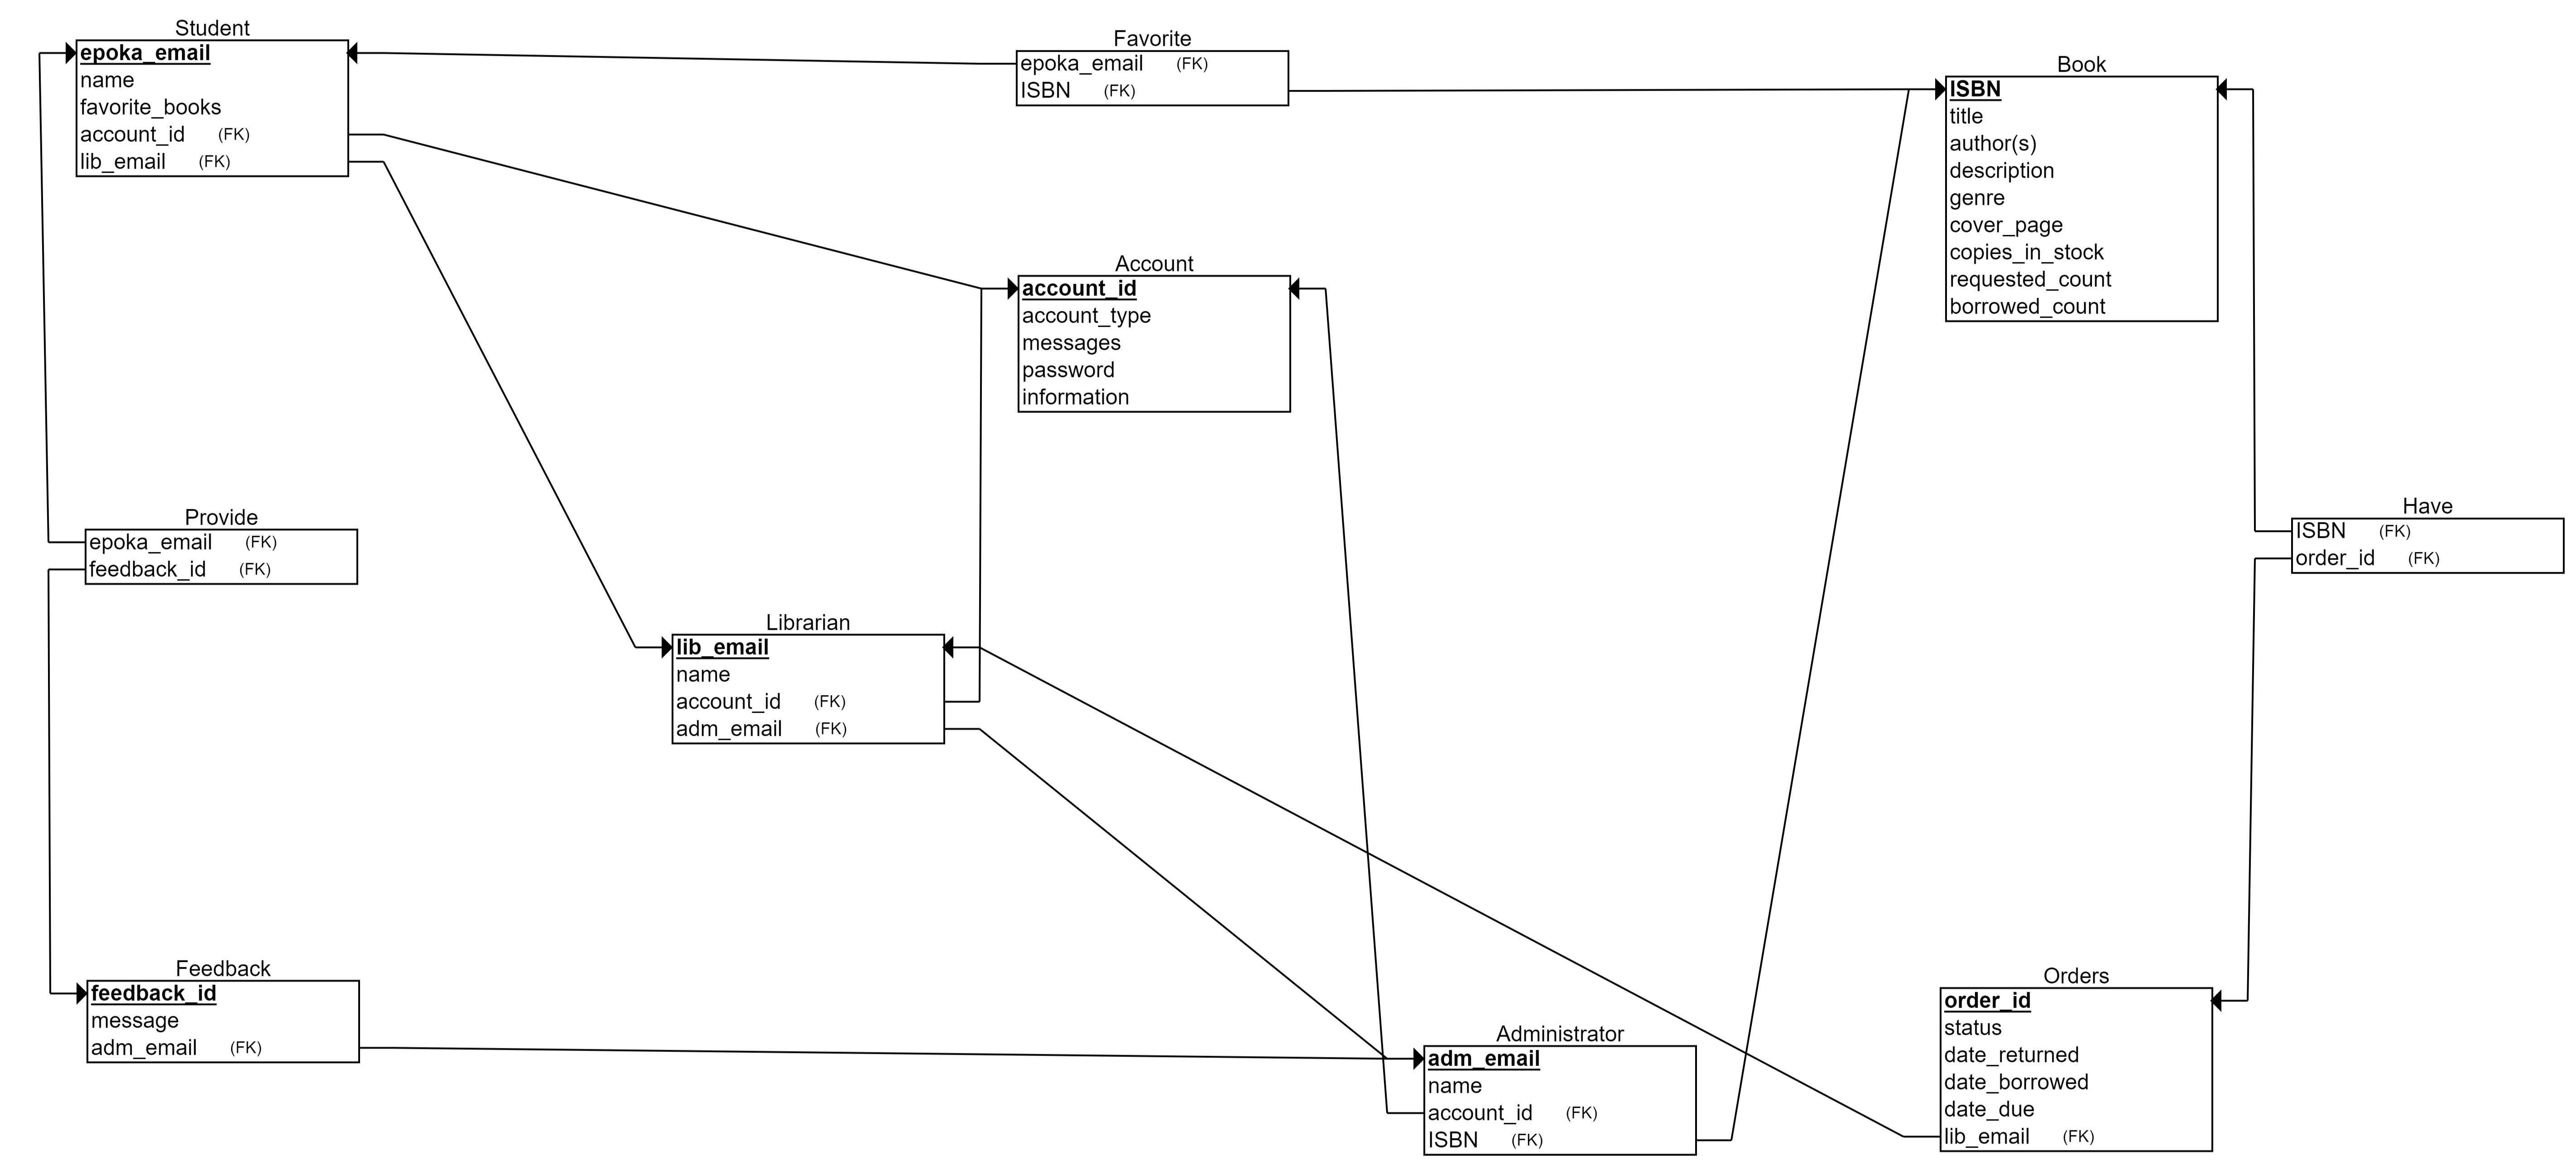 Student
epoka_email
name
favorite_books
account_id (FK)
lib_email (FK)
Favorite
epoka_email (FK)
ISBN (FK)
Book
ISBN
title
author(s)
description
genre
cover_page
copies_in_stock
requested_count
borrowed_count
Account
account_id
account_type
messages
password
information
Provide
epoka_email (FK)
feedback_id (FK)
Have
ISBN (FK)
order_id (FK)
Librarian
lib_email
name
account_id (FK)
adm_email (FK)
Feedback
feedback_id
message
adm_email (FK)
Administrator
adm_email
name
account_id (FK)
ISBN (FK)
Orders
order_id
status
date_returned
date_borrowed
date_due
lib_email (FK)